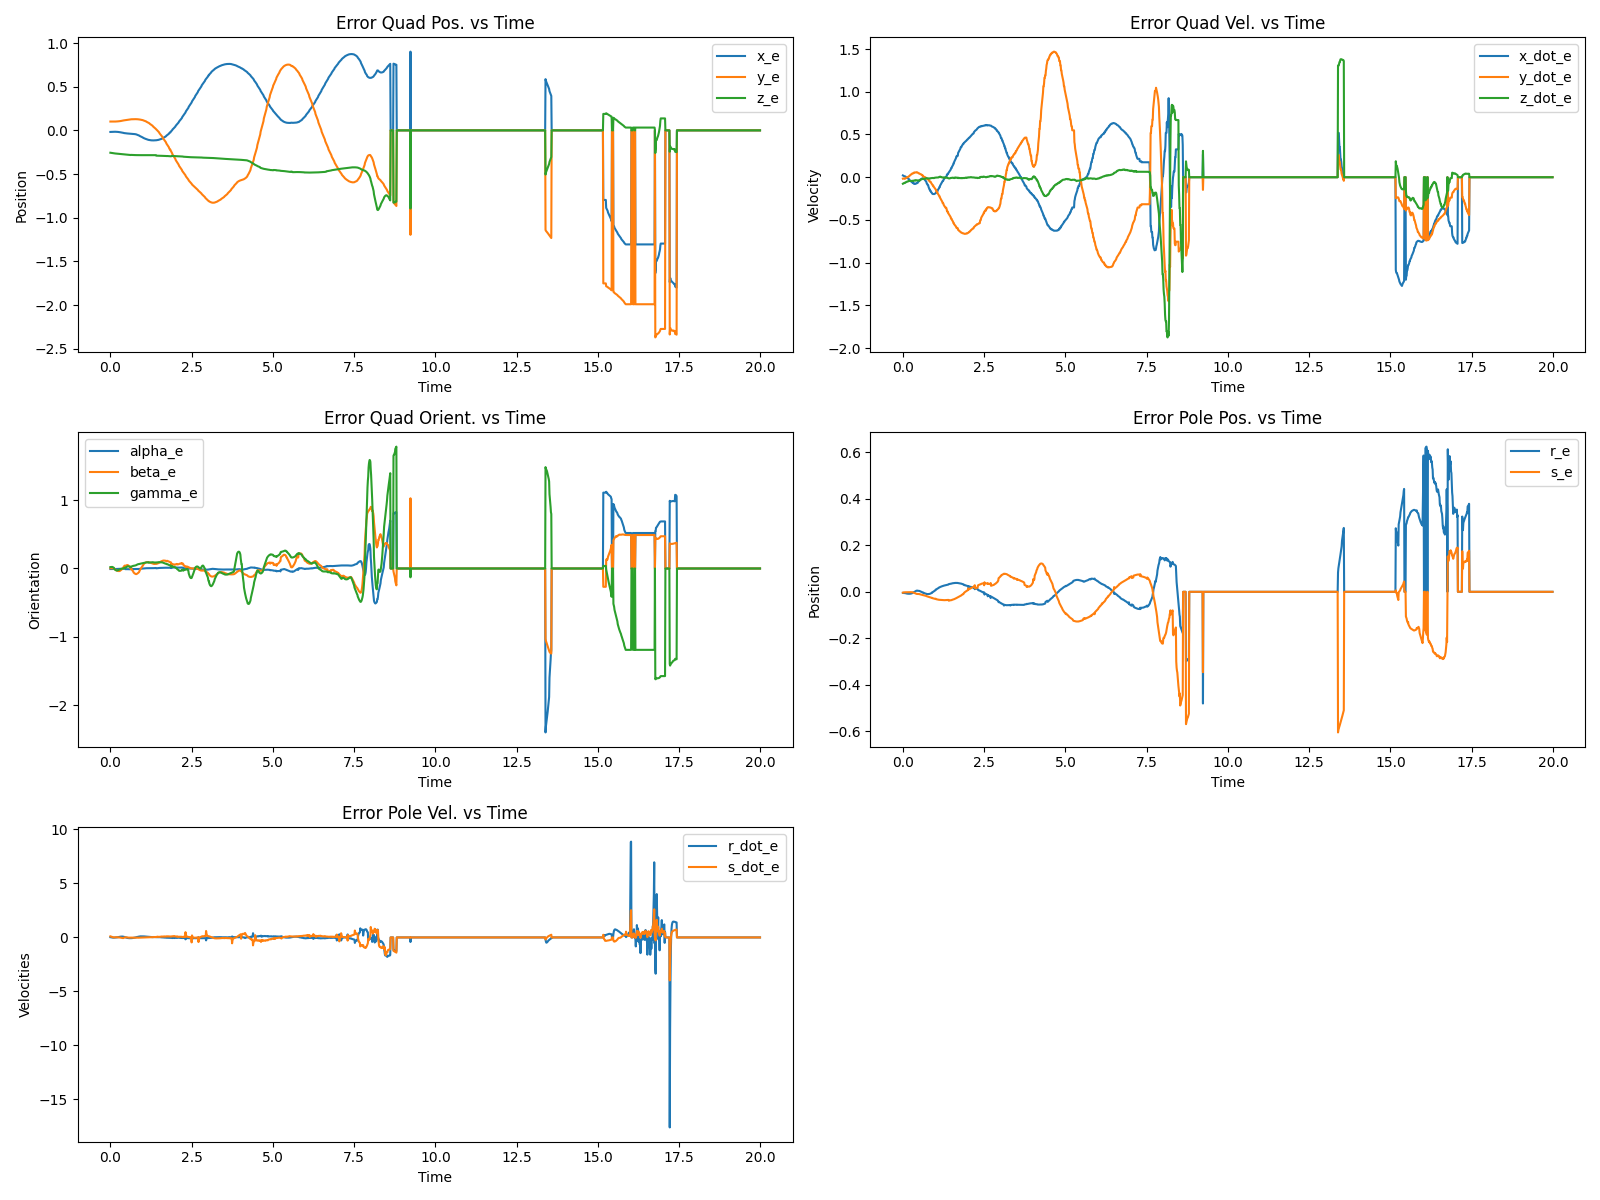 Error Quad Pos. vs Time
Position
1.0
0.5
0.0
−0.5
−1.0
−1.5
−2.0
−2.5
x_e
y_e
z_e
0.0 2.5 5.0 7.5 10.0 12.5 15.0 17.5 20.0
Time
Error Quad Vel. vs Time
Velocity
1.5
1.0
0.5
0.0
−0.5
−1.0
−1.5
−2.0
x_dot_e
y_dot_e
z_dot_e
0.0 2.5 5.0 7.5 10.0 12.5 15.0 17.5 20.0
Time
Error Quad Orient. vs Time
Orientation
1
0
−1
−2
alpha_e
beta_e
gamma_e
0.0 2.5 5.0 7.5 10.0 12.5 15.0 17.5 20.0
Time
Error Pole Pos. vs Time
Position
0.6
0.4
0.2
0.0
−0.2
−0.4
−0.6
r_e
s_e
0.0 2.5 5.0 7.5 10.0 12.5 15.0 17.5 20.0
Time
Error Pole Vel. vs Time
Velocities
10
5
0
−5
−10
−15
r_dot_e
s_dot_e
0.0 2.5 5.0 7.5 10.0 12.5 15.0 17.5 20.0
Time